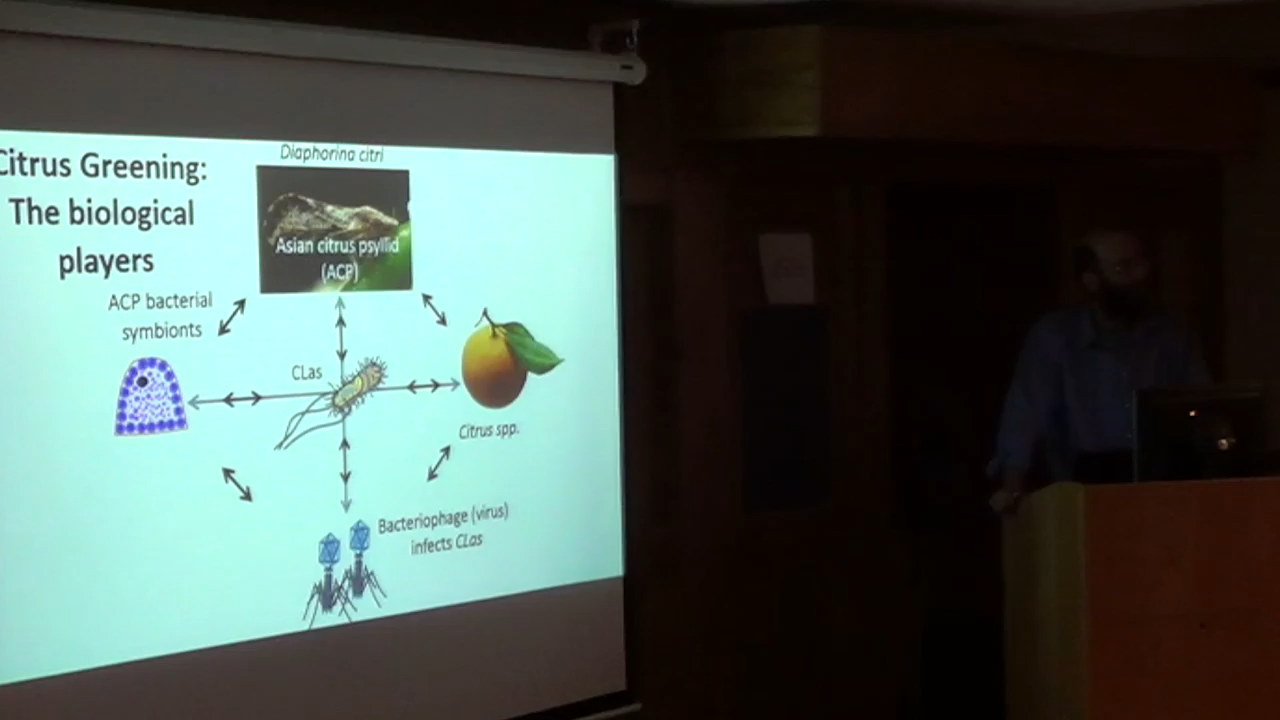 Citrus Greening:
The biological
players
Diaphorina citri
Asian citrus psyllid
(ACP)
ACP bacterial
symbionts
CLas
Citrus spp.
Bacteriophage (virus)
infects CLas